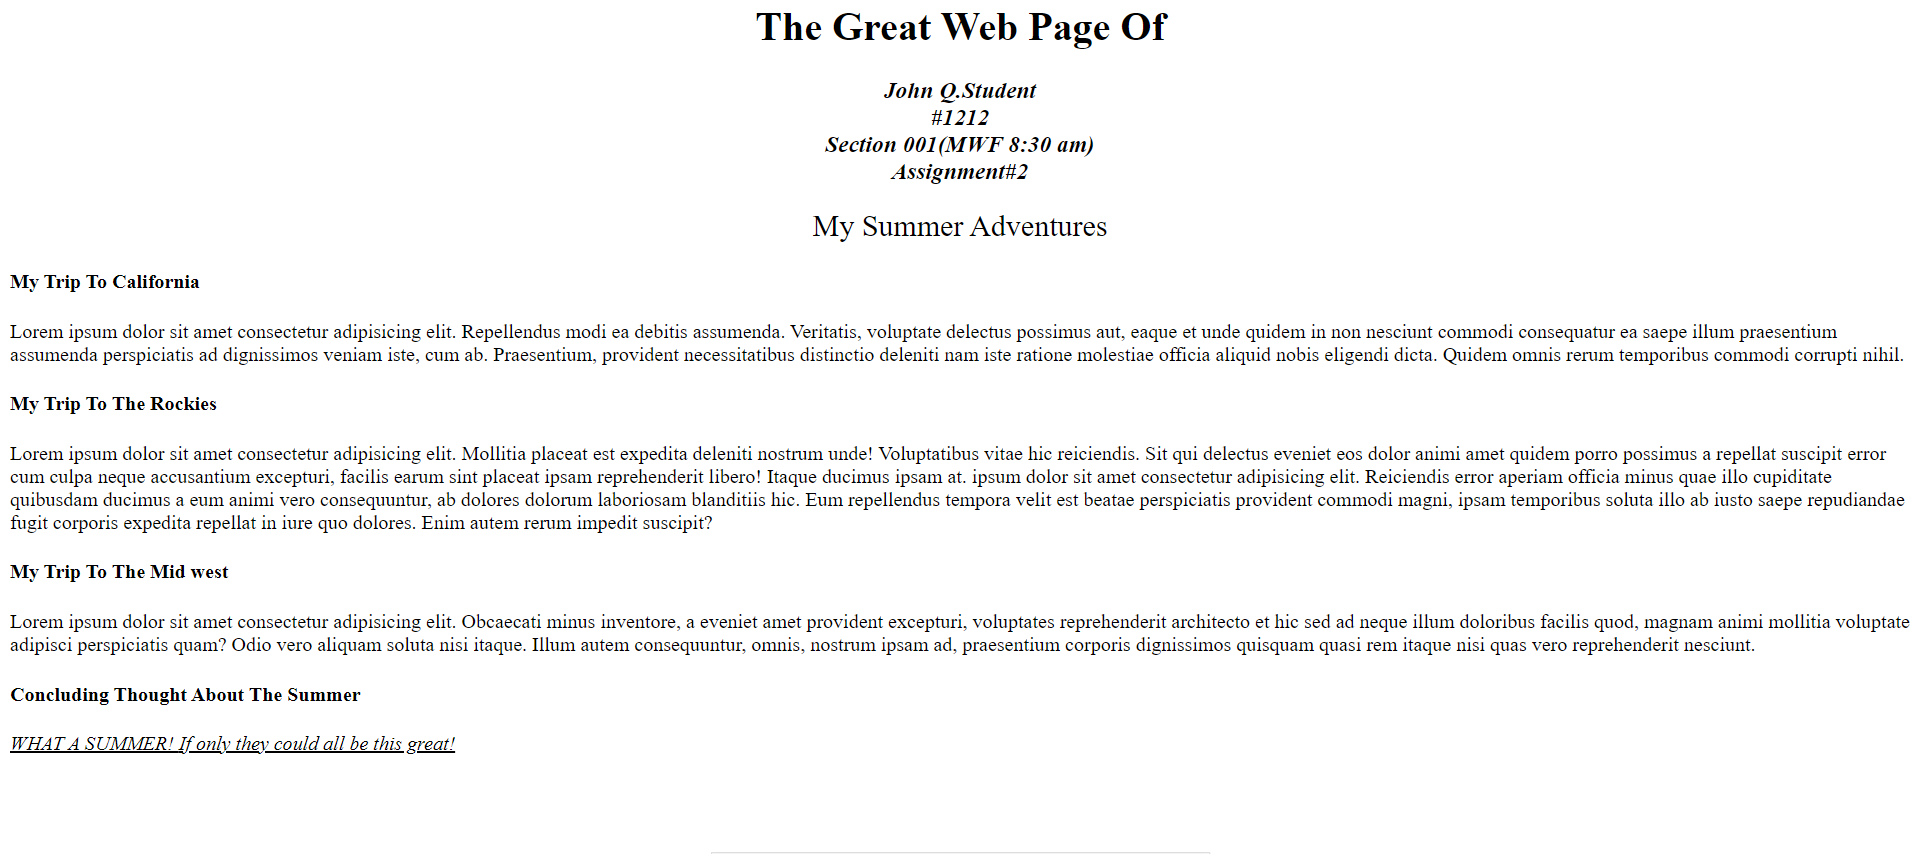 The Great Web Page Of
John Q.Student
#1212
Section 001(MWF 8:30 am)
Assignment#2
My Summer Adventures
My Trip To California
Lorem ipsum dolor sit amet consectetur adipisicing elit. Repellendus modi ea debitis assumenda. Veritatis, voluptate delectus possimus aut, eaque et unde quidem in non nesciunt commodi consequatur ea saepe illum praesentium
assumenda perspiciatis ad dignissimos veniam iste, cum ab. Praesentium, provident necessitatibus distinctio deleniti nam iste ratione molestiae officia aliquid nobis eligendi dicta. Quidem omnis rerum temporibus commodi corrupti nihil.
My Trip To The Rockies
Lorem ipsum dolor sit amet consectetur adipisicing elit. Mollitia placeat est expedita deleniti nostrum unde! Voluptatibus vitae hic reiciendis. Sit qui delectus eveniet eos dolor animi amet quidem porro possimus a repellat suscipit error
cum culpa neque accusantium excepturi, facilis earum sint placeat ipsam reprehenderit libero! Itaque ducimus ipsam at. ipsum dolor sit amet consectetur adipisicing elit. Reiciendis error aperiam officia minus quae illo cupiditate
quibusdam ducimus a eum animi vero consequuntur, ab dolores dolorum laboriosam blanditiis hic. Eum repellendus tempora velit est beatae perspiciatis provident commodi magni, ipsam temporibus soluta illo ab iusto saepe repudiandae
fugit corporis expedita repellat in iure quo dolores. Enim autem rerum impedit suscipit?
My Trip To The Mid west
Lorem ipsum dolor sit amet consectetur adipisicing elit. Obcaecati minus inventore, a eveniet amet provident excepturi, voluptates reprehenderit architecto et hic sed ad neque illum doloribus facilis quod, magnam animi mollitia voluptate
adipisci perspiciatis quam? Odio vero aliquam soluta nisi itaque. Illum autem consequuntur, omnis, nostrum ipsam ad, praesentium corporis dignissimos quisquam quasi rem itaque nisi quas vero reprehenderit nesciunt.
Concluding Thought About The Summer
WHAT A SUMMER! If only they could all be this great!